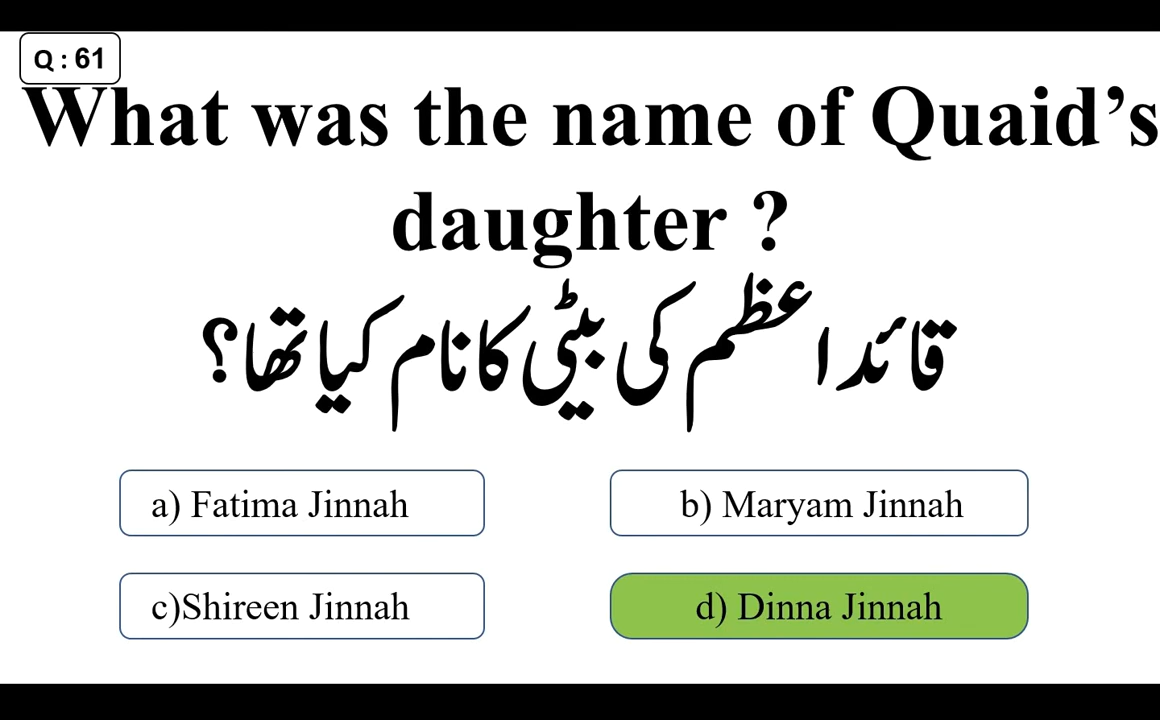 Q : 61
What was the name of Quaid’s
daughter ?
قائد اعظم کی بیٹی کا نام کیا تھا؟
a) Fatima Jinnah
b) Maryam Jinnah
c)Shireen Jinnah
d) Dinna Jinnah